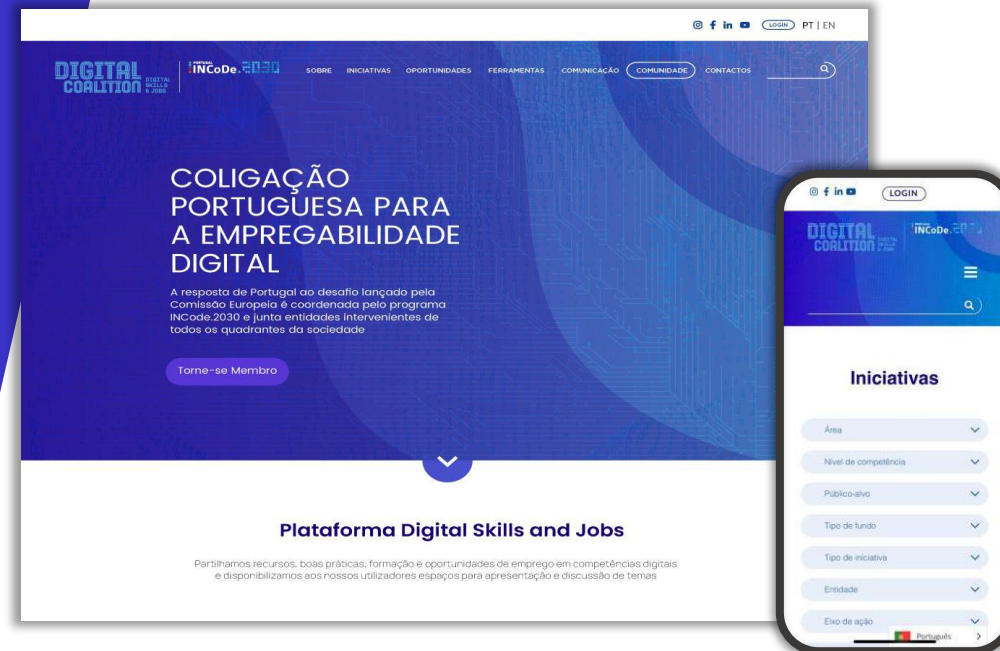 LOGIN PT | EN
DIGITAL COALITION DIGITAL SKILLS & JOBS
PORTUGAL INCoDe.2030
SOBRE INICIATIVAS OPORTUNIDADES FERRAMENTAS COMUNICAÇÃO COMUNIDADE CONTACTOS
COLIGAÇÃO
PORTUGUESA PARA
A EMPREGABILIDADE
DIGITAL
A resposta de Portugal ao desafio lançado pela
Comissão Europeia é coordenada pelo programa
INCode.2030 e junta entidades intervenientes de
todos os quadrantes da sociedade
Torne-se Membro
Plataforma Digital Skills and Jobs
Partilhamos recursos, boas práticas, formação e oportunidades de emprego em competências digitais
e disponibilizamos aos nossos utilizadores espaços para apresentação e discussão de temas
LOGIN
DIGITAL
COALITION DIGITAL SKILLS & JOBS
INCoDe.2030
Iniciativas
Área
Nível de competência
Público-alvo
Tipo de fundo
Tipo de iniciativa
Entidade
Eixo de ação
Português